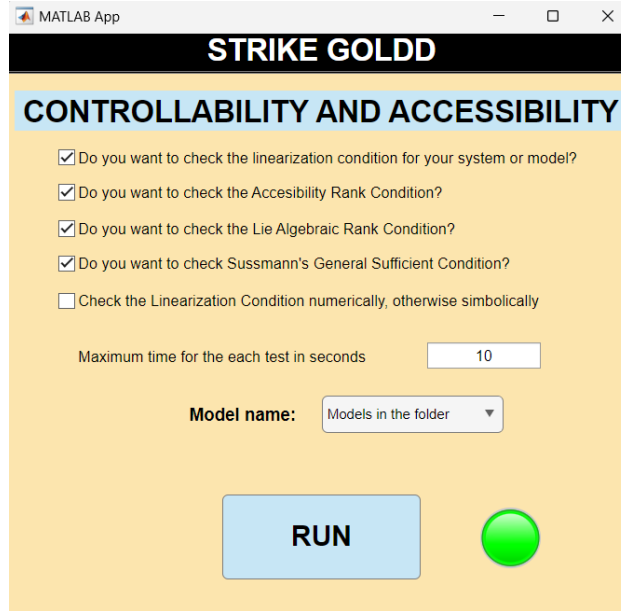 MATLAB App
STRIKE GOLDD
CONTROLLABILITY AND ACCESSIBILITY
Do you want to check the linearization condition for your system or model?
Do you want to check the Accesibility Rank Condition?
Do you want to check the Lie Algebraic Rank Condition?
Do you want to check Sussmann's General Sufficient Condition?
Check the Linearization Condition numerically, otherwise simbolically
Maximum time for the each test in seconds 10
Model name: Models in the folder
RUN